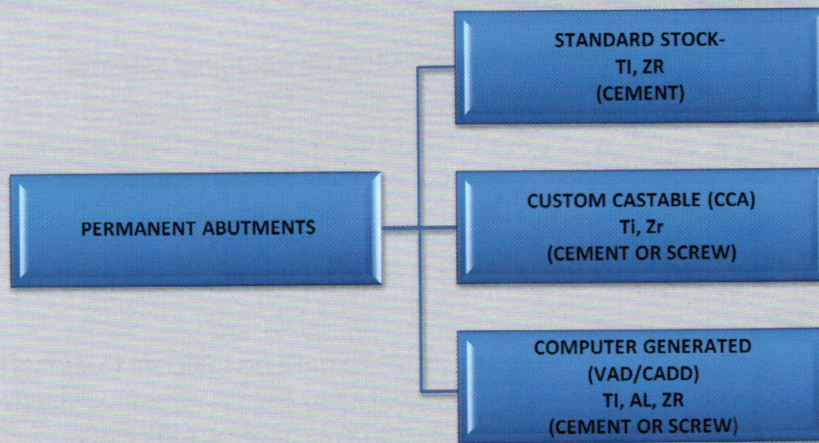 PERMANENT ABUTMENTS
STANDARD STOCK-
TI, ZR
(CEMENT)
CUSTOM CASTABLE (CCA)
Ti, Zr
(CEMENT OR SCREW)
COMPUTER GENERATED
(VAD/CADD)
TI, AL, ZR
(CEMENT OR SCREW)